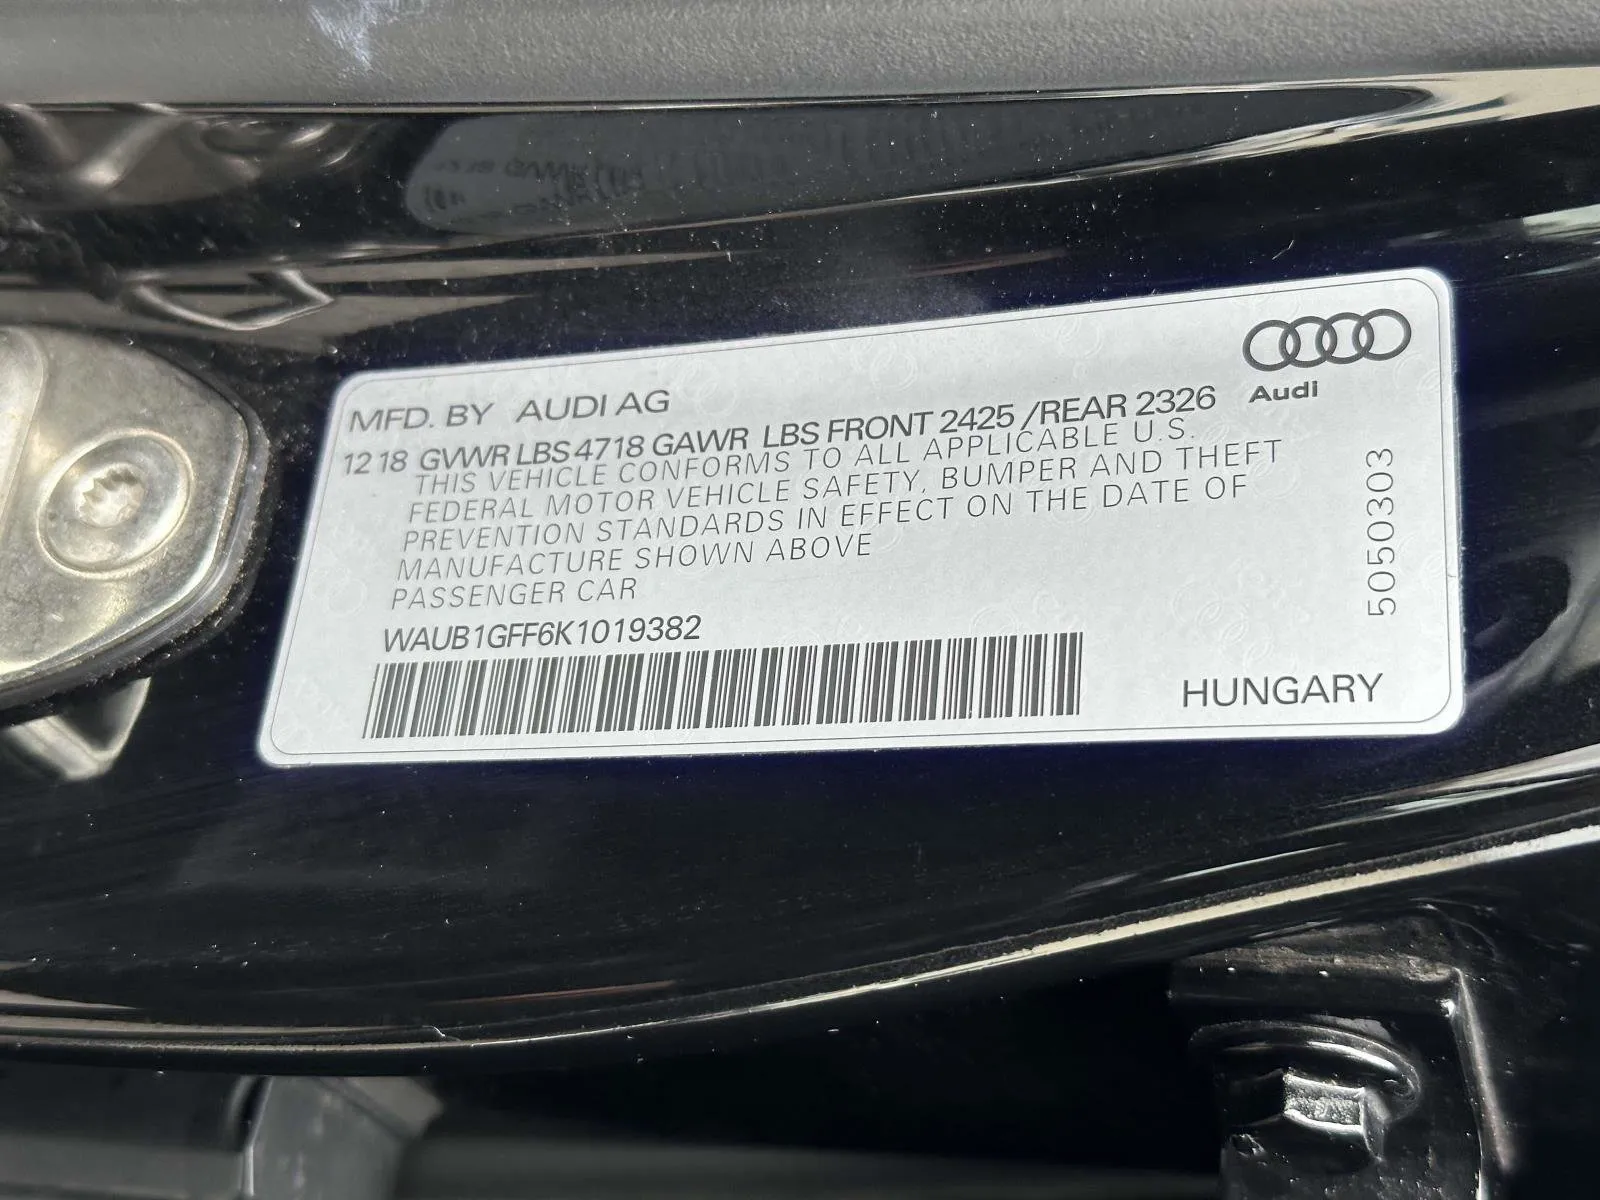 Audi
MFD. BY AUDI AG
12 18 GVWR LBS 4718 GAWR LBS FRONT 2425 /REAR 2326
THIS VEHICLE CONFORMS TO ALL APPLICABLE U.S.
FEDERAL MOTOR VEHICLE SAFETY, BUMPER AND THEFT
PREVENTION STANDARDS IN EFFECT ON THE DATE OF
MANUFACTURE SHOWN ABOVE
PASSENGER CAR
WAUB1GFF6K1019382
HUNGARY
5050303